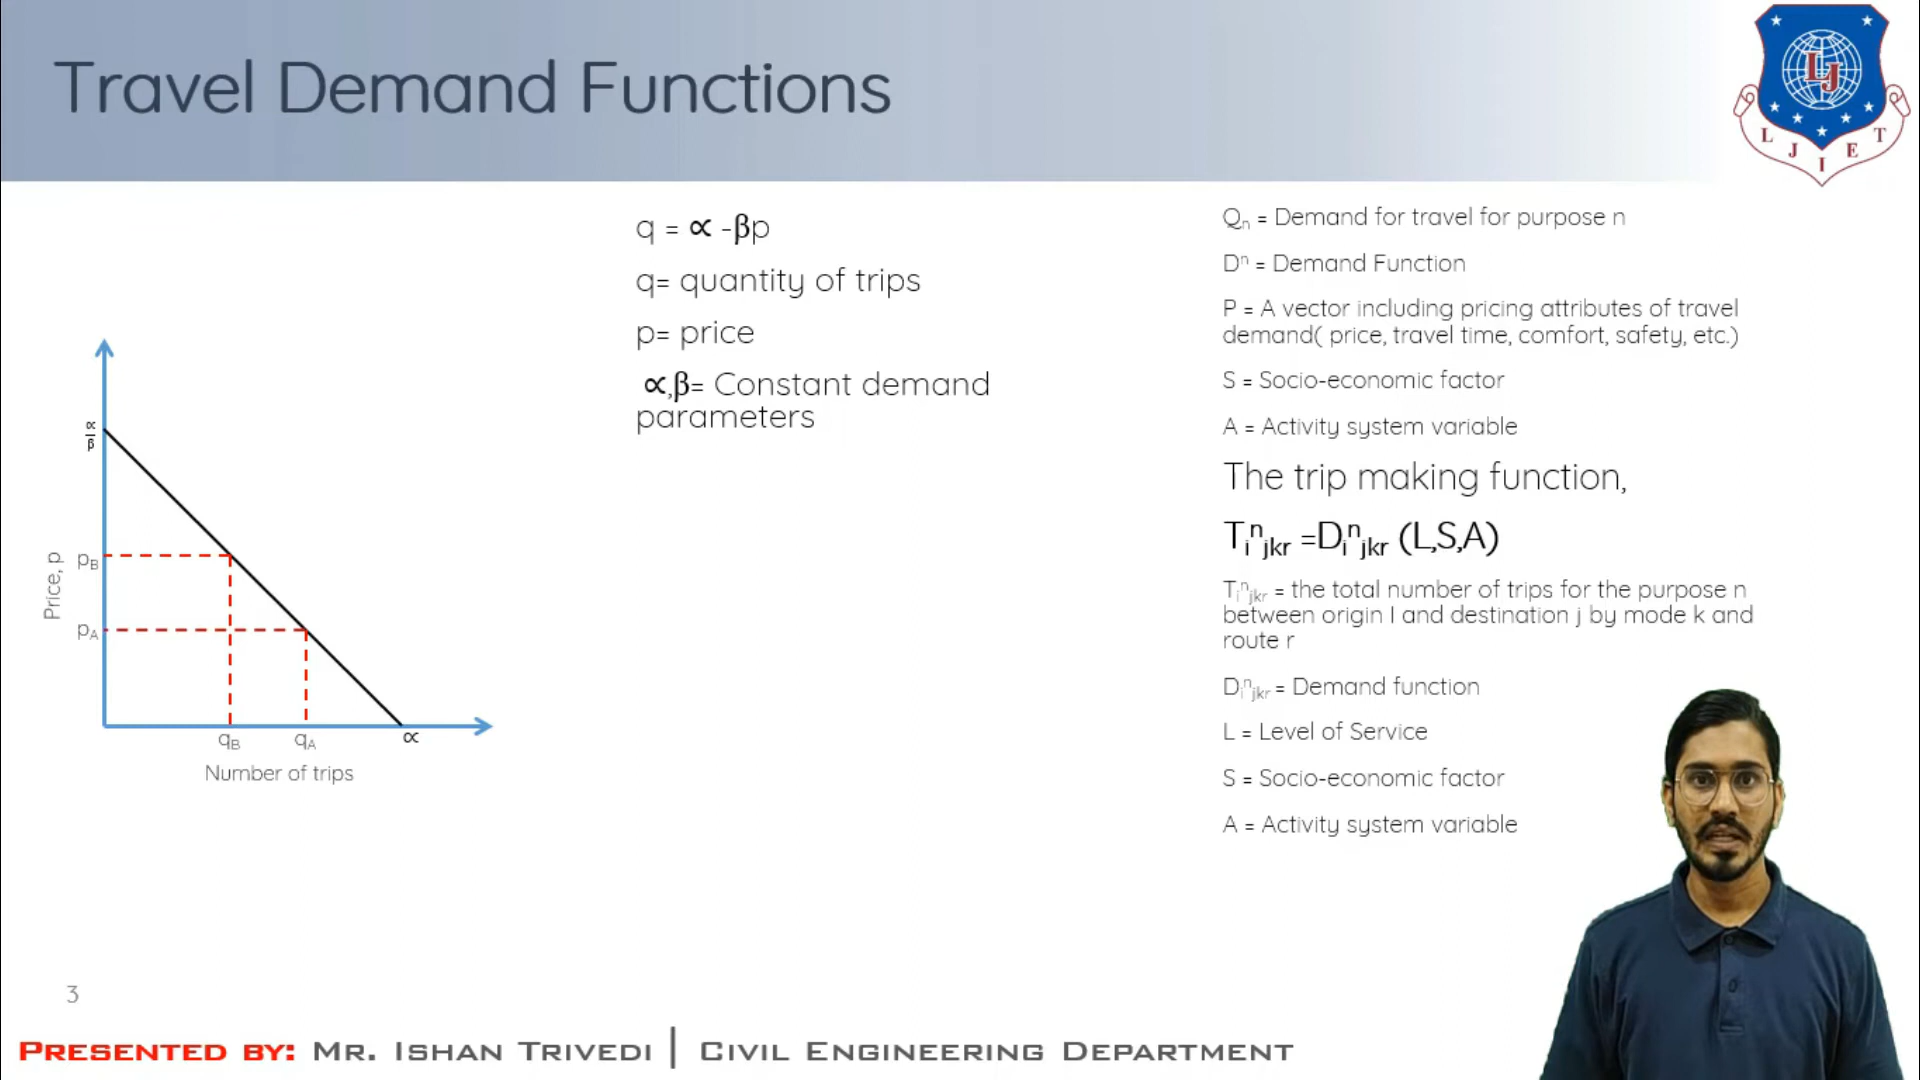 Travel Demand Functions
L J I E T
LJ
q = ∝ -βp
q= quantity of trips
p= price
∝,β= Constant demand
parameters
∝/β
Price, p
pB
pA
qB
qA
∝
Number of trips
Qn = Demand for travel for purpose n
Dⁿ = Demand Function
P = A vector including pricing attributes of travel
demand( price, travel time, comfort, safety, etc.)
S = Socio-economic factor
A = Activity system variable
The trip making function,
Tiⁿjkr =Diⁿjkr (L,S,A)
Tiⁿjkr = the total number of trips for the purpose n
between origin I and destination j by mode k and
route r
Diⁿjkr = Demand function
L = Level of Service
S = Socio-economic factor
A = Activity system variable
3
Presented by: Mr. Ishan Trivedi | Civil Engineering Department